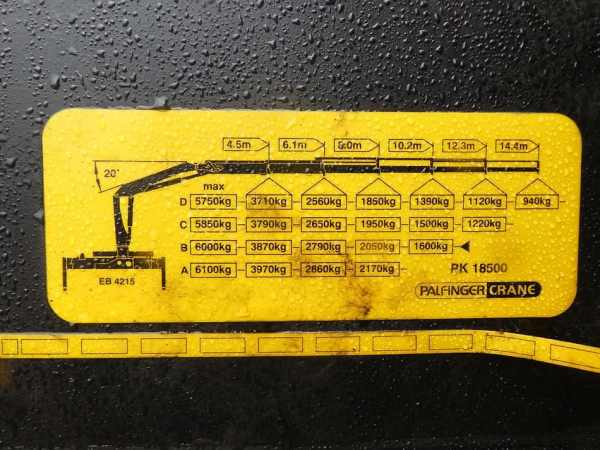 4.5m 6.1m 8.0m 10.2m 12.3m 14.4m
20°
max
D 5750kg 3710kg 2560kg 1850kg 1390kg 1120kg 940kg
C 5850kg 3790kg 2650kg 1950kg 1500kg 1220kg
B 6000kg 3870kg 2790kg 2050kg 1600kg
A 6100kg 3970kg 2860kg 2170kg
EB 4215
PK 18500
PALFINGER CRANE